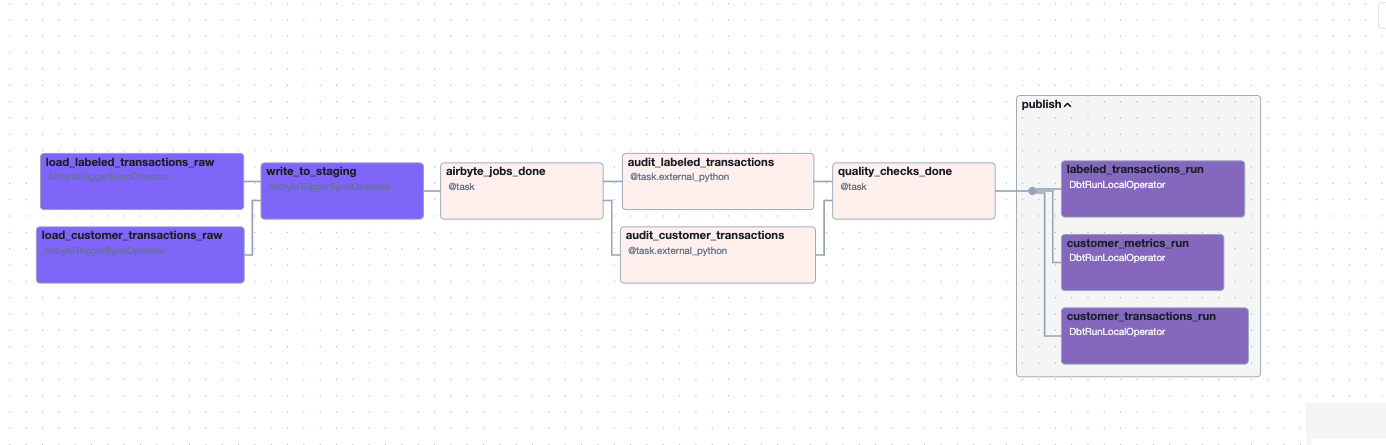 load_labeled_transactions_raw
AirbyteTriggerSyncOperator
load_customer_transactions_raw
AirbyteTriggerSyncOperator
write_to_staging
AirbyteTriggerSyncOperator
airbyte_jobs_done
@task
audit_labeled_transactions
@task.external_python
audit_customer_transactions
@task.external_python
quality_checks_done
@task
publish
labeled_transactions_run
DbtRunLocalOperator
customer_metrics_run
DbtRunLocalOperator
customer_transactions_run
DbtRunLocalOperator